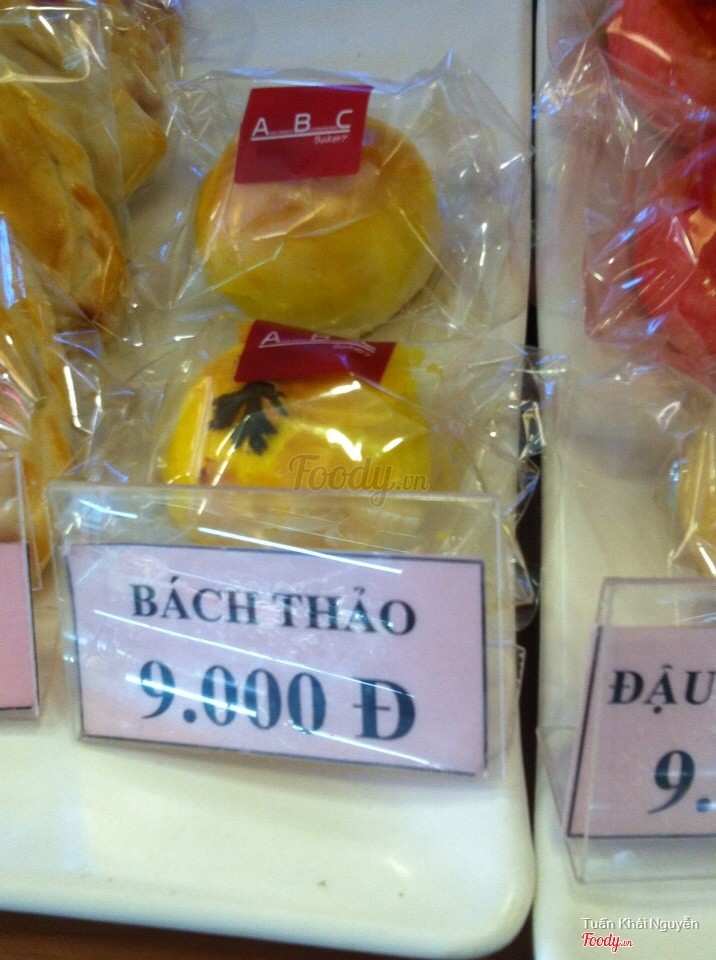 A B C
Bakery
A B C
Foody.vn
BÁCH THẢO
9.000 Đ
ĐẬU
9.
Tuấn Khải Nguyễn
Foody.vn